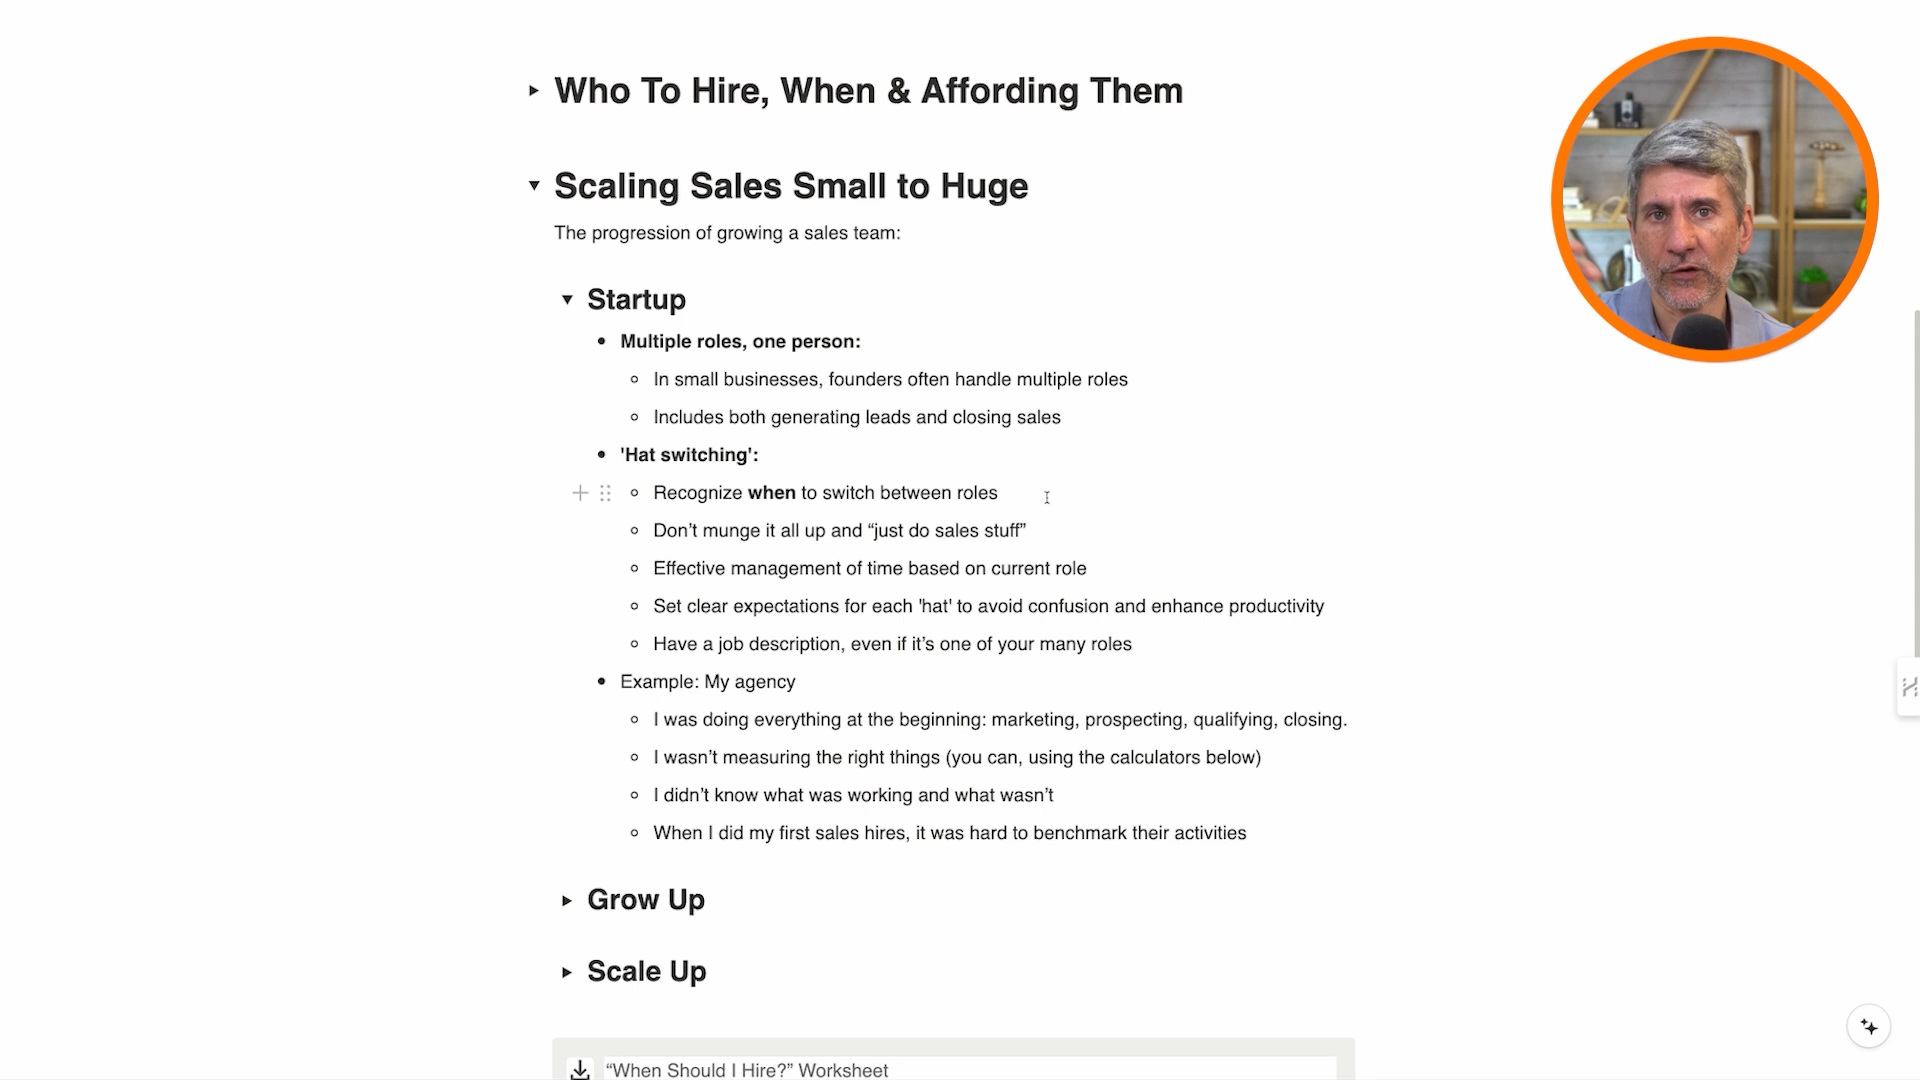 Who To Hire, When & Affording Them
Scaling Sales Small to Huge
The progression of growing a sales team:
Startup
Multiple roles, one person:
In small businesses, founders often handle multiple roles
Includes both generating leads and closing sales
'Hat switching':
Recognize when to switch between roles
Don’t munge it all up and “just do sales stuff”
Effective management of time based on current role
Set clear expectations for each 'hat' to avoid confusion and enhance productivity
Have a job description, even if it’s one of your many roles
Example: My agency
I was doing everything at the beginning: marketing, prospecting, qualifying, closing.
I wasn’t measuring the right things (you can, using the calculators below)
I didn’t know what was working and what wasn’t
When I did my first sales hires, it was hard to benchmark their activities
Grow Up
Scale Up
“When Should I Hire?” Worksheet